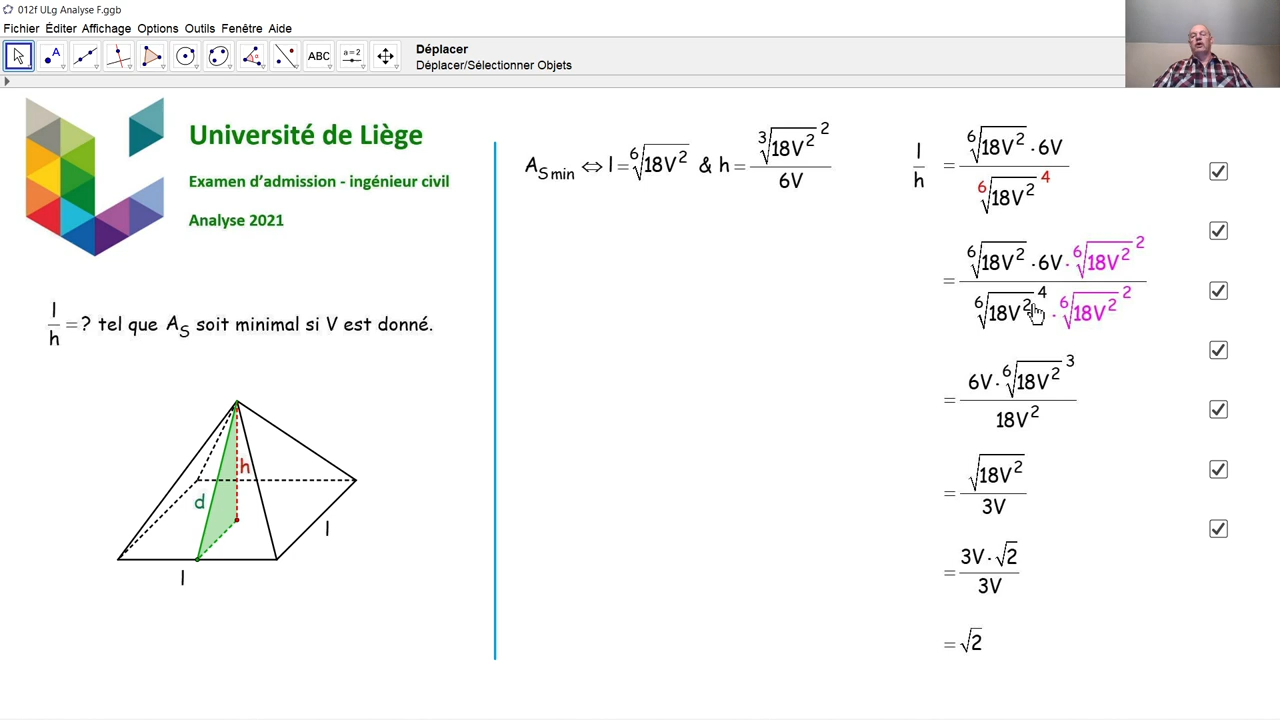 012f ULg Analyse F.ggb
Fichier Éditer Affichage Options Outils Fenêtre Aide
A ABC a=2 Déplacer
Déplacer/Sélectionner Objets
Université de Liège
Examen d'admission - ingénieur civil
Analyse 2021
l/h = ? tel que A_S soit minimal si V est donné.
h
d
l
l
A_S min ⇔ l = ⁶√(18V²) & h = ³√(18V²)² / 6V
l/h = ⁶√(18V²) · 6V / ⁶√(18V²)⁴
= ⁶√(18V²) · 6V · ⁶√(18V²)² / ⁶√(18V²)⁴ · ⁶√(18V²)²
= 6V · ⁶√(18V²)³ / 18V²
= √(18V²) / 3V
= 3V · √2 / 3V
= √2